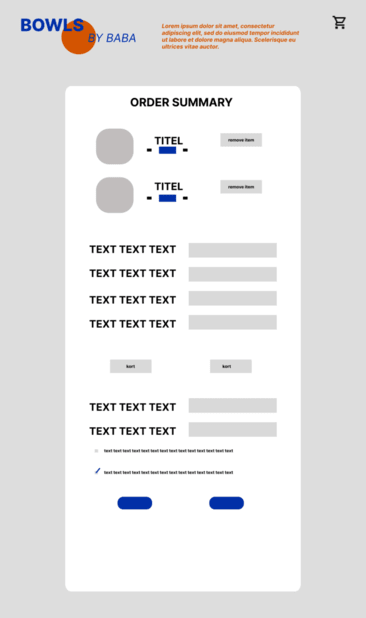 BOWLS
BY BABA
Lorem ipsum dolor sit amet, consectetur
adipiscing elit, sed do eiusmod tempor incididunt
ut labore et dolore magna aliqua. Scelerisque eu
ultrices vitae auctor.
ORDER SUMMARY
TITEL
remove item
TITEL
remove item
TEXT TEXT TEXT
TEXT TEXT TEXT
TEXT TEXT TEXT
TEXT TEXT TEXT
kort
kort
TEXT TEXT TEXT
TEXT TEXT TEXT
text text text text text text text text text text text text text text
text text text text text text text text text text text text text text